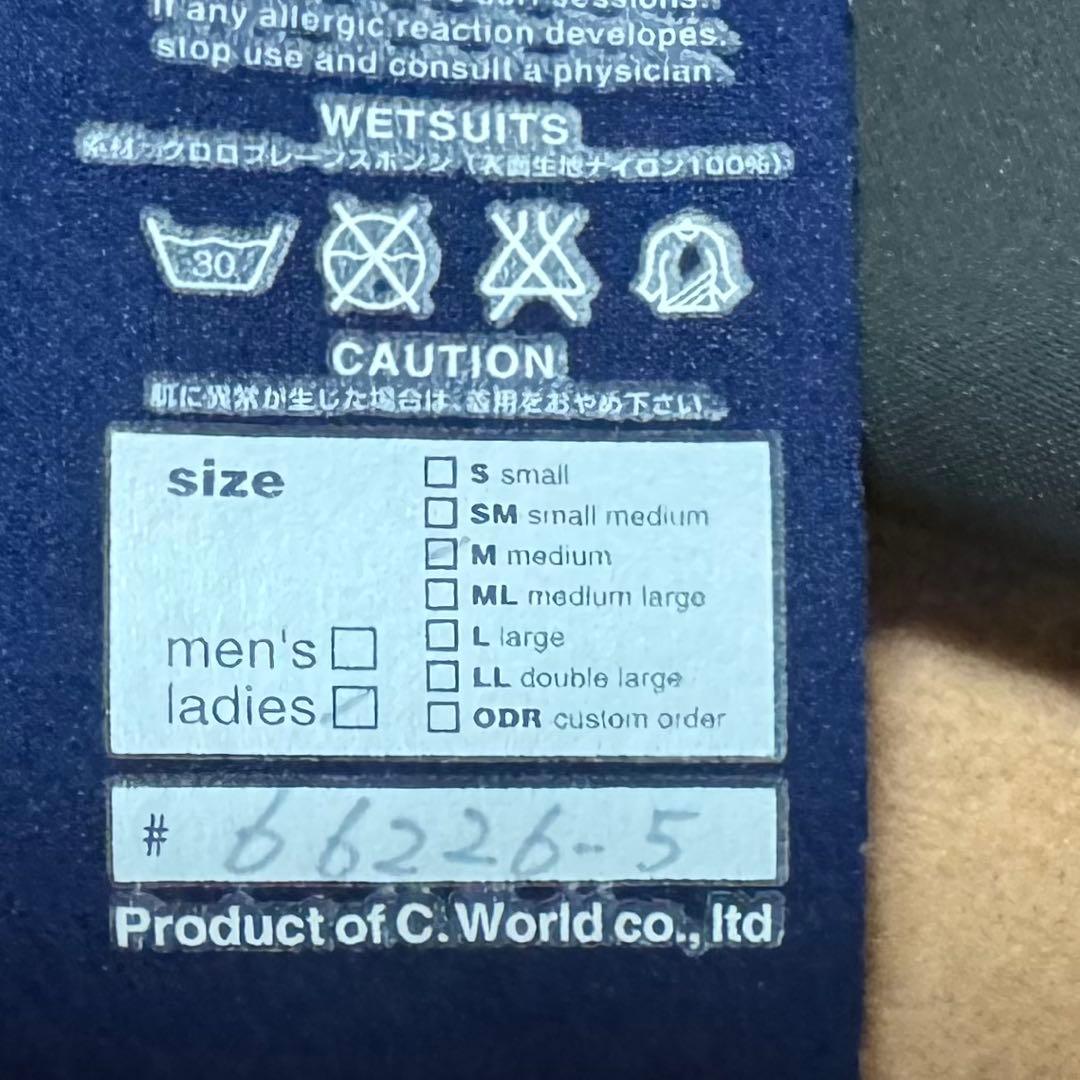 If any allergic reaction developes.
stop use and consult a physician.
WETSUITS
クロロプレーンスポンジ (表面生地ナイロン100%)
30
CAUTION
肌に異常が生じた場合は、着用をおやめ下さい。
size
S small
SM small medium
M medium
ML medium large
L large
LL double large
ODR custom order
men's
ladies
# 66226-5
Product of C. World co., ltd